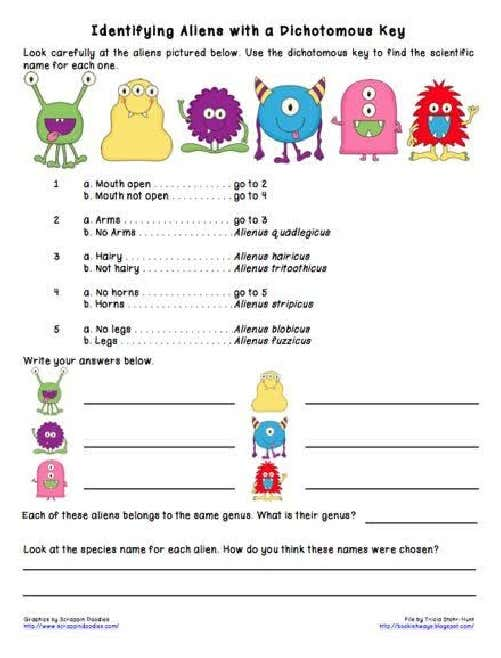 Identifying Aliens with a Dichotomous Key
Look carefully at the aliens pictured below. Use the dichotomous key to find the scientific
name for each one.
1 a. Mouth open . . . . . . . . . . . . . . go to 2
b. Mouth not open . . . . . . . . . . . go to 4
2 a. Arms . . . . . . . . . . . . . . . . . . . go to 3
b. No Arms . . . . . . . . . . . . . . . . . Alienus quadlegicus
3 a. Hairy . . . . . . . . . . . . . . . . . . . Alienus hairicus
b. Not hairy . . . . . . . . . . . . . . . . Alienus tritoothicus
4 a. No horns . . . . . . . . . . . . . . . . go to 5
b. Horns . . . . . . . . . . . . . . . . . . . Alienus stripicus
5 a. No legs . . . . . . . . . . . . . . . . . . Alienus blobicus
b. Legs . . . . . . . . . . . . . . . . . . . . Alienus fuzzicus
Write your answers below.
Each of these aliens belongs to the same genus. What is their genus?
Look at the species name for each alien. How do you think these names were chosen?
Graphics by Scrappin Doodles
http://www.scrappindoodles.com/
File by Tricia Stohr-Hunt
http://bookishways.blogspot.com/